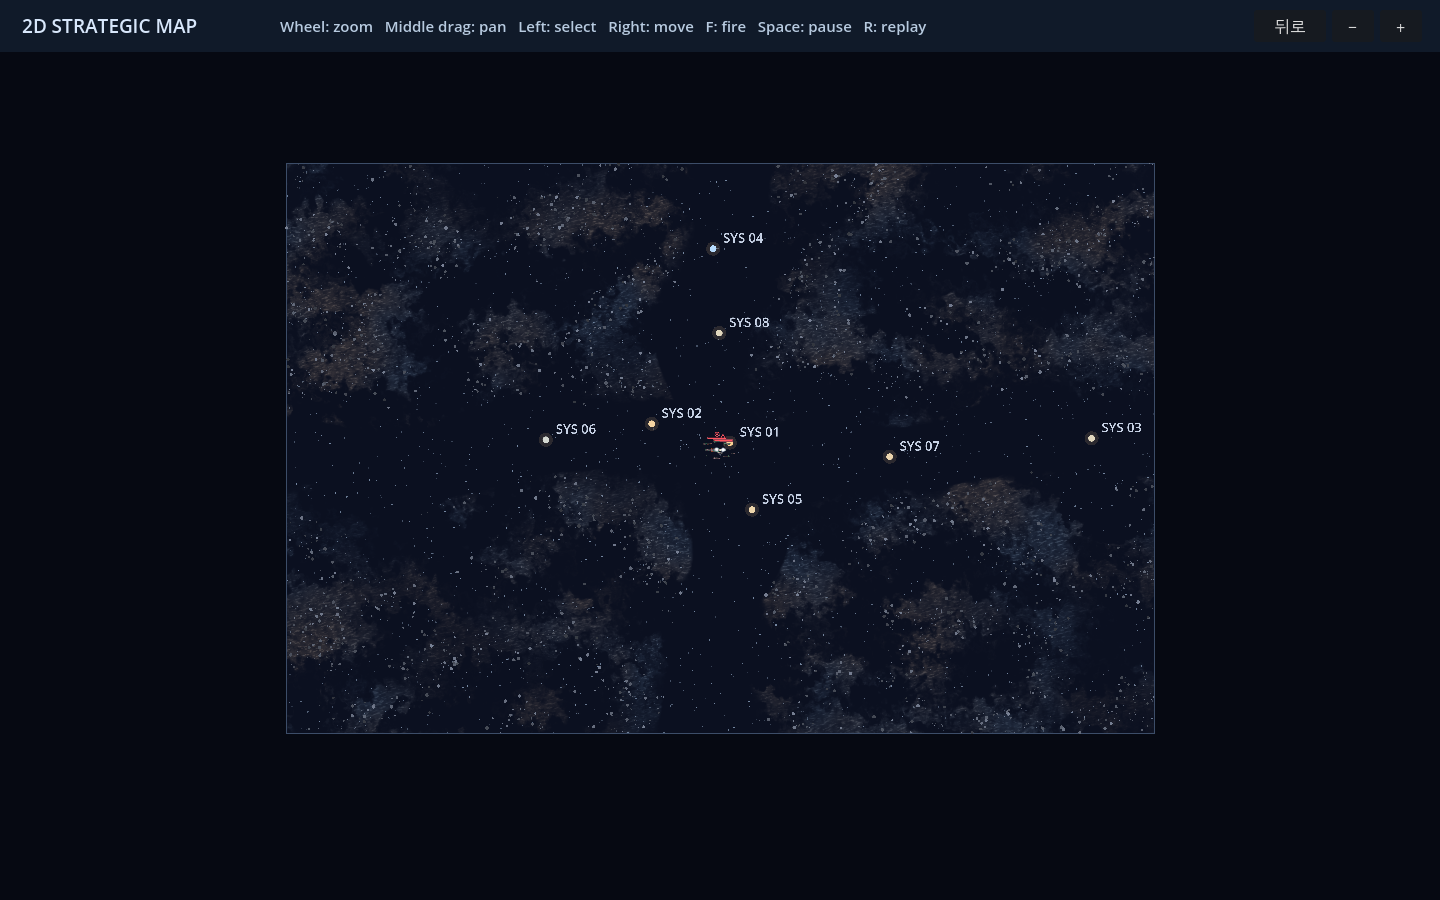 2D STRATEGIC MAP
Wheel: zoom Middle drag: pan Left: select Right: move F: fire Space: pause R: replay
뒤로 − +
SYS 04
SYS 08
SYS 02
SYS 06
SYS 01
SYS 03
SYS 07
SYS 05